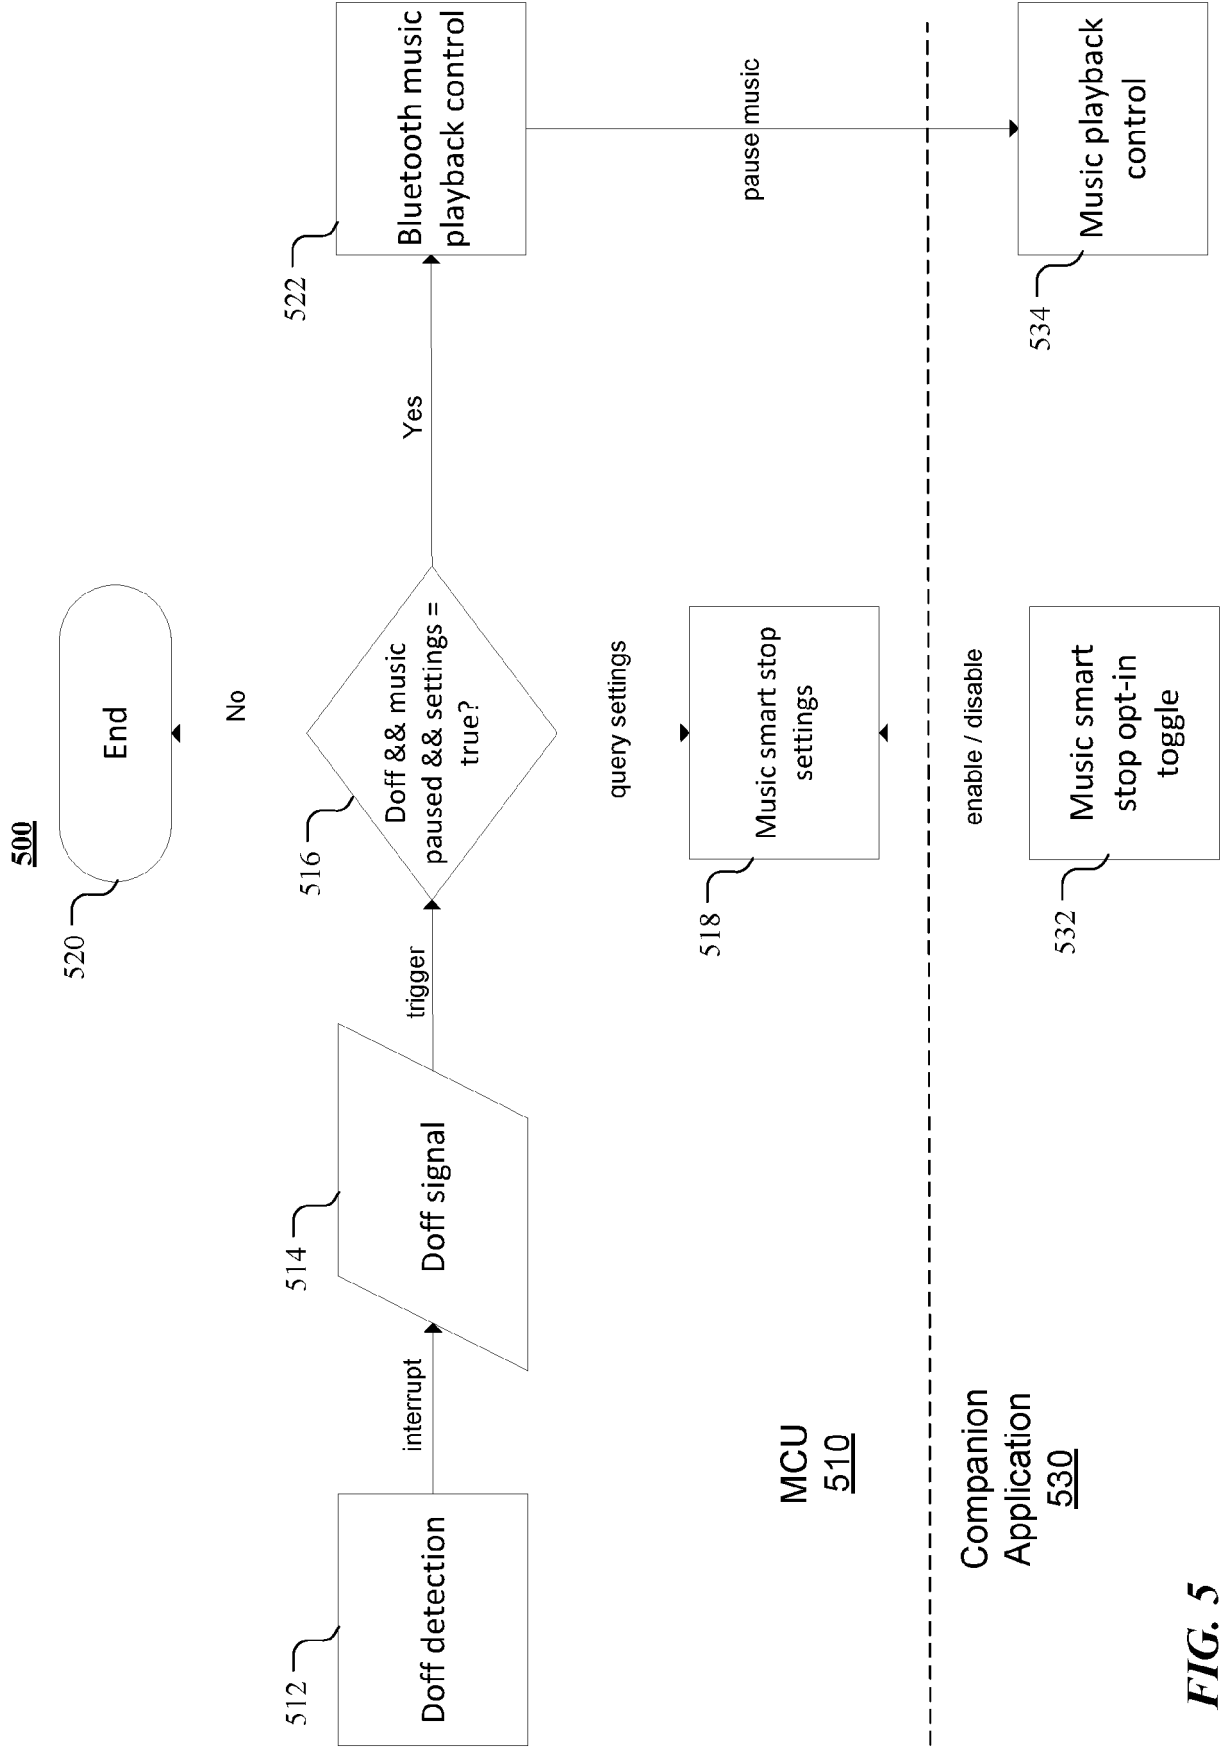 500
520
End
No
512
Doff detection
interrupt
514
Doff signal
trigger
516
Doff && music
paused && settings =
true?
Yes
522
Bluetooth music
playback control
query settings
518
Music smart stop
settings
pause music
MCU
510
Companion
Application
530
enable / disable
532
Music smart
stop opt-in
toggle
534
Music playback
control
FIG. 5